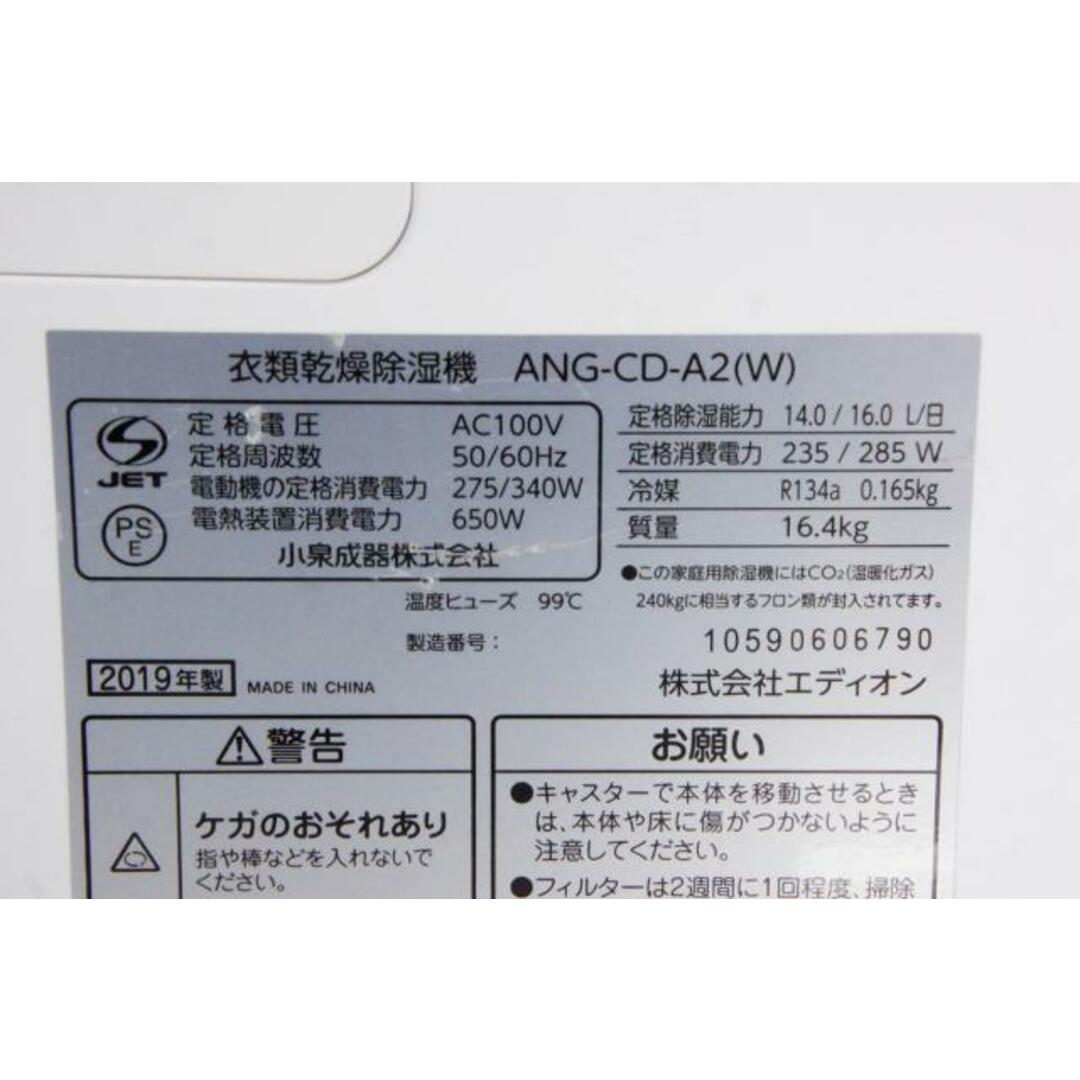 衣類乾燥除湿機 ANG-CD-A2(W)
JET
PS
E
定格電圧 AC100V
定格周波数 50/60Hz
電動機の定格消費電力 275/340W
電熱装置消費電力 650W
小泉成器株式会社
定格除湿能力 14.0 / 16.0 L/日
定格消費電力 235 / 285 W
冷媒 R134a 0.165kg
質量 16.4kg
●この家庭用除湿機にはCO₂(温暖化ガス)
240kgに相当するフロン類が封入されてます。
温度ヒューズ 99℃
製造番号: 10590606790
2019年製 MADE IN CHINA
株式会社エディオン
⚠警告
ケガのおそれあり
指や棒などを入れないで
ください。
お願い
●キャスターで本体を移動させるとき
は、本体や床に傷がつかないように
注意してください。
●フィルターは2週間に1回程度、掃除